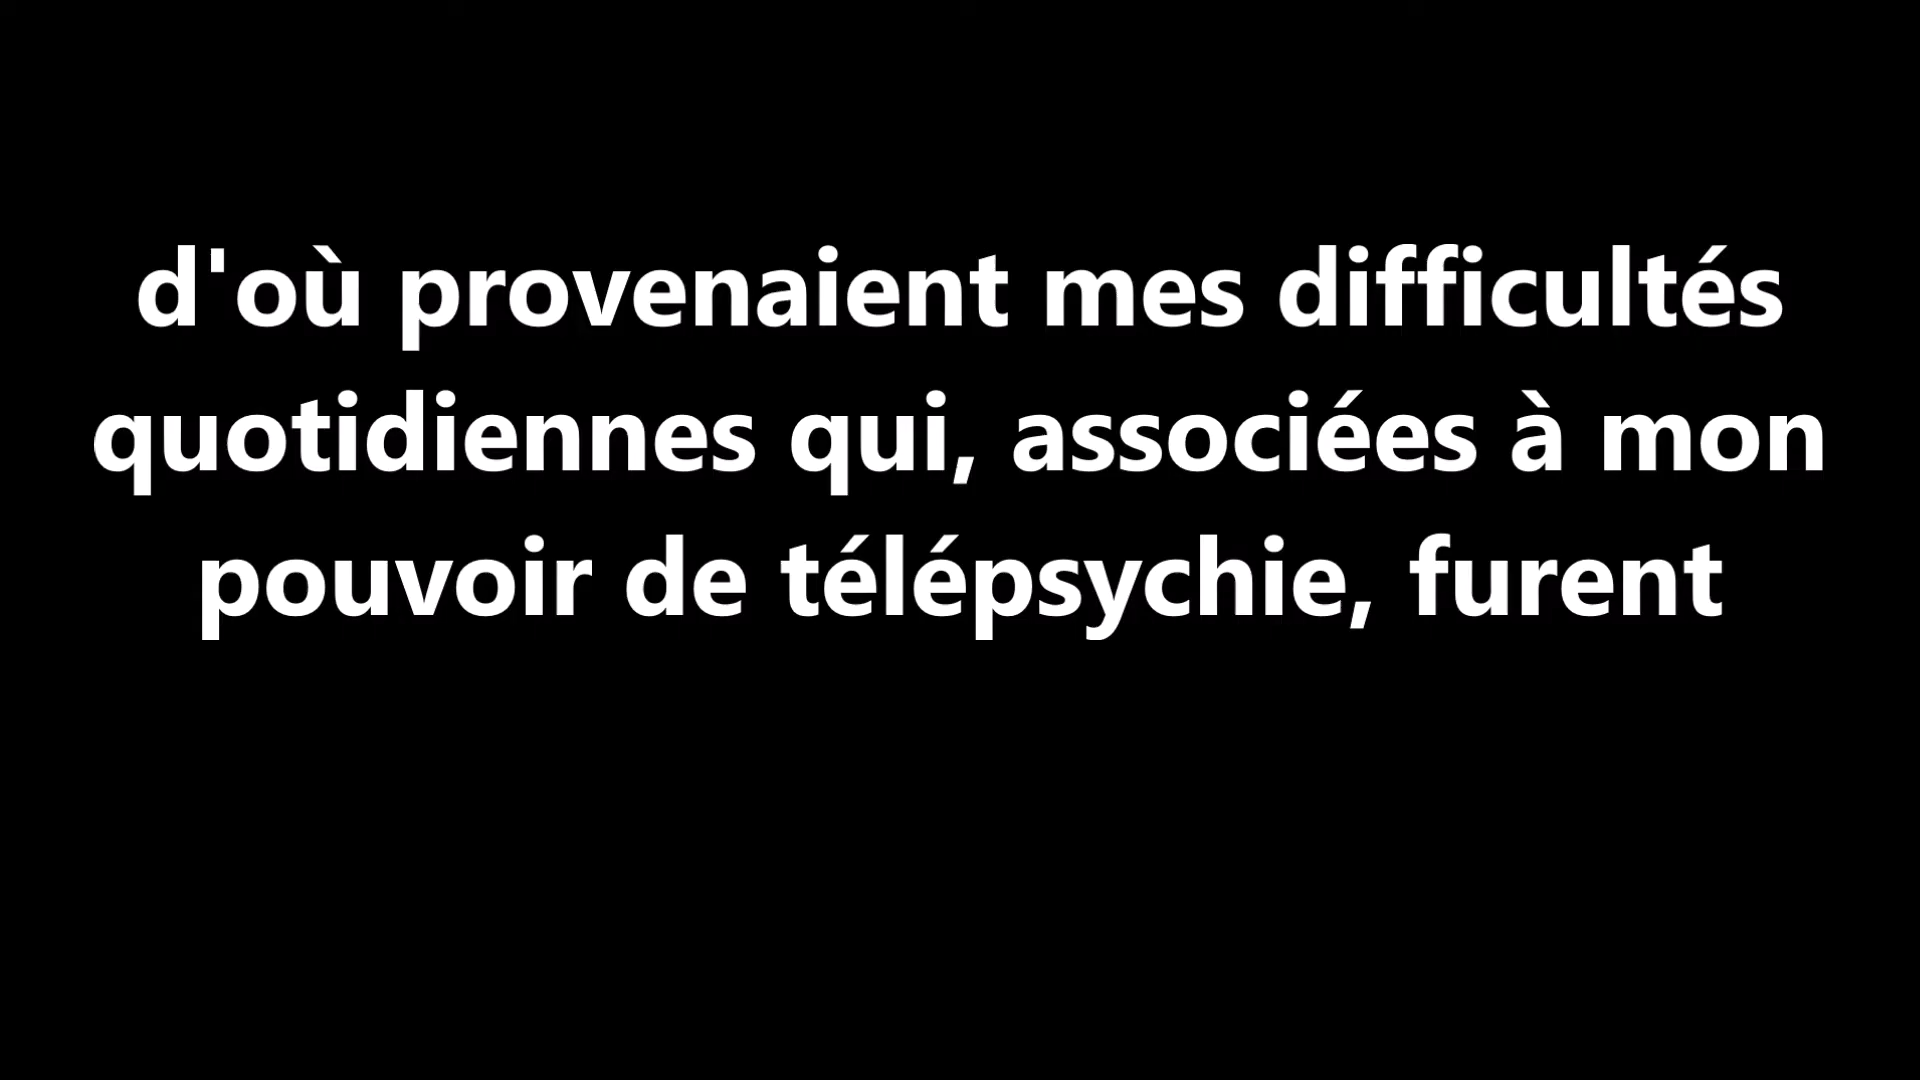 d'où provenaient mes difficultés
quotidiennes qui, associées à mon
pouvoir de télépsychie, furent